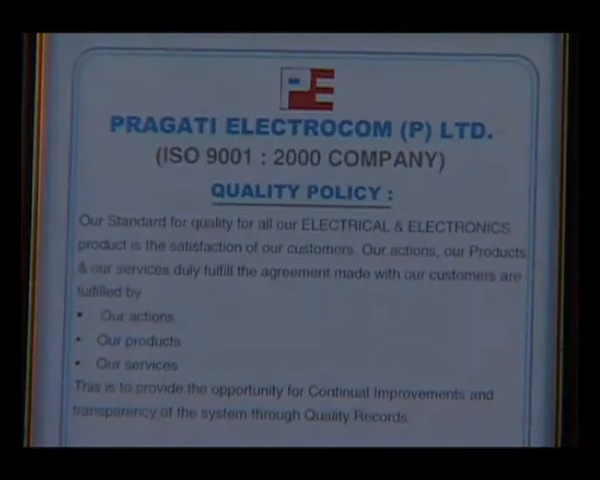 PE
PRAGATI ELECTROCOM (P) LTD.
(ISO 9001 : 2000 COMPANY)
QUALITY POLICY :
Our Standard for quality for all our ELECTRICAL & ELECTRONICS
product is the satisfaction of our customers. Our actions, our Products
& our services duly fulfill the agreement made with our customers are
fulfilled by
• Our actions
• Our products
• Our services
This is to provide the opportunity for Continual Improvements and
transparency of the system through Quality Records.